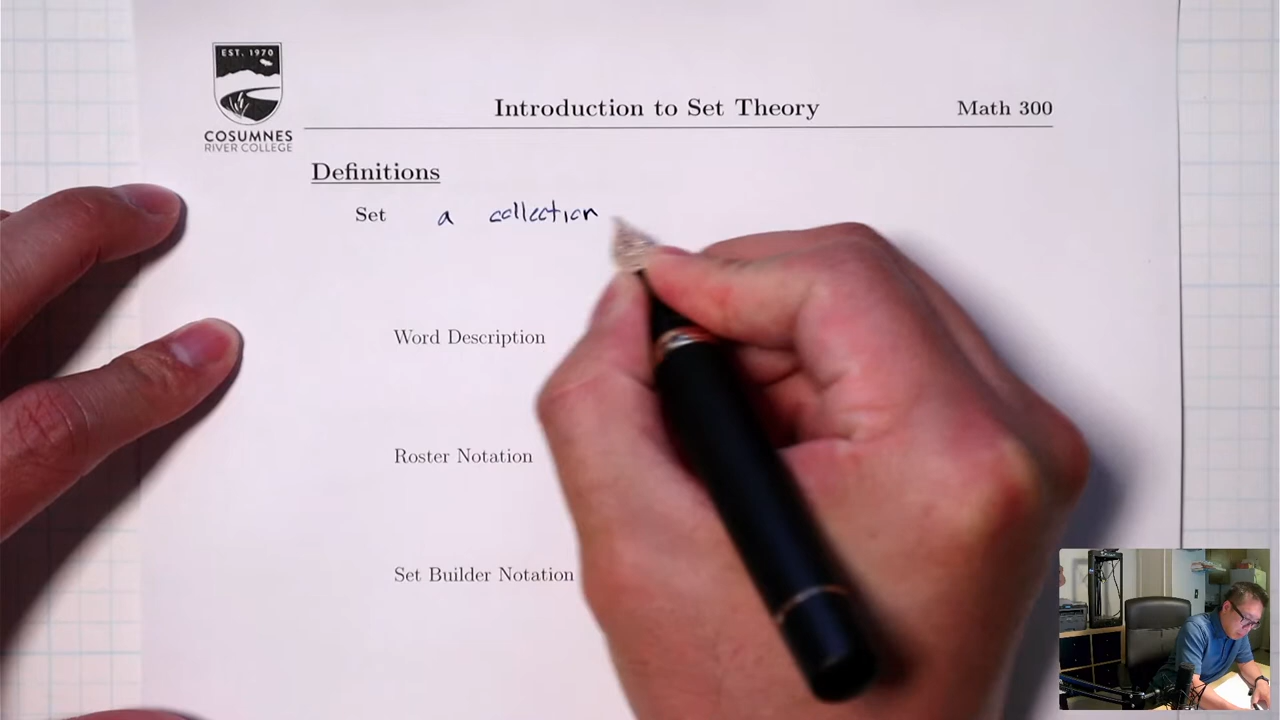 EST. 1970
COSUMNES
RIVER COLLEGE
Introduction to Set Theory Math 300
Definitions
Set a collection
Word Description
Roster Notation
Set Builder Notation